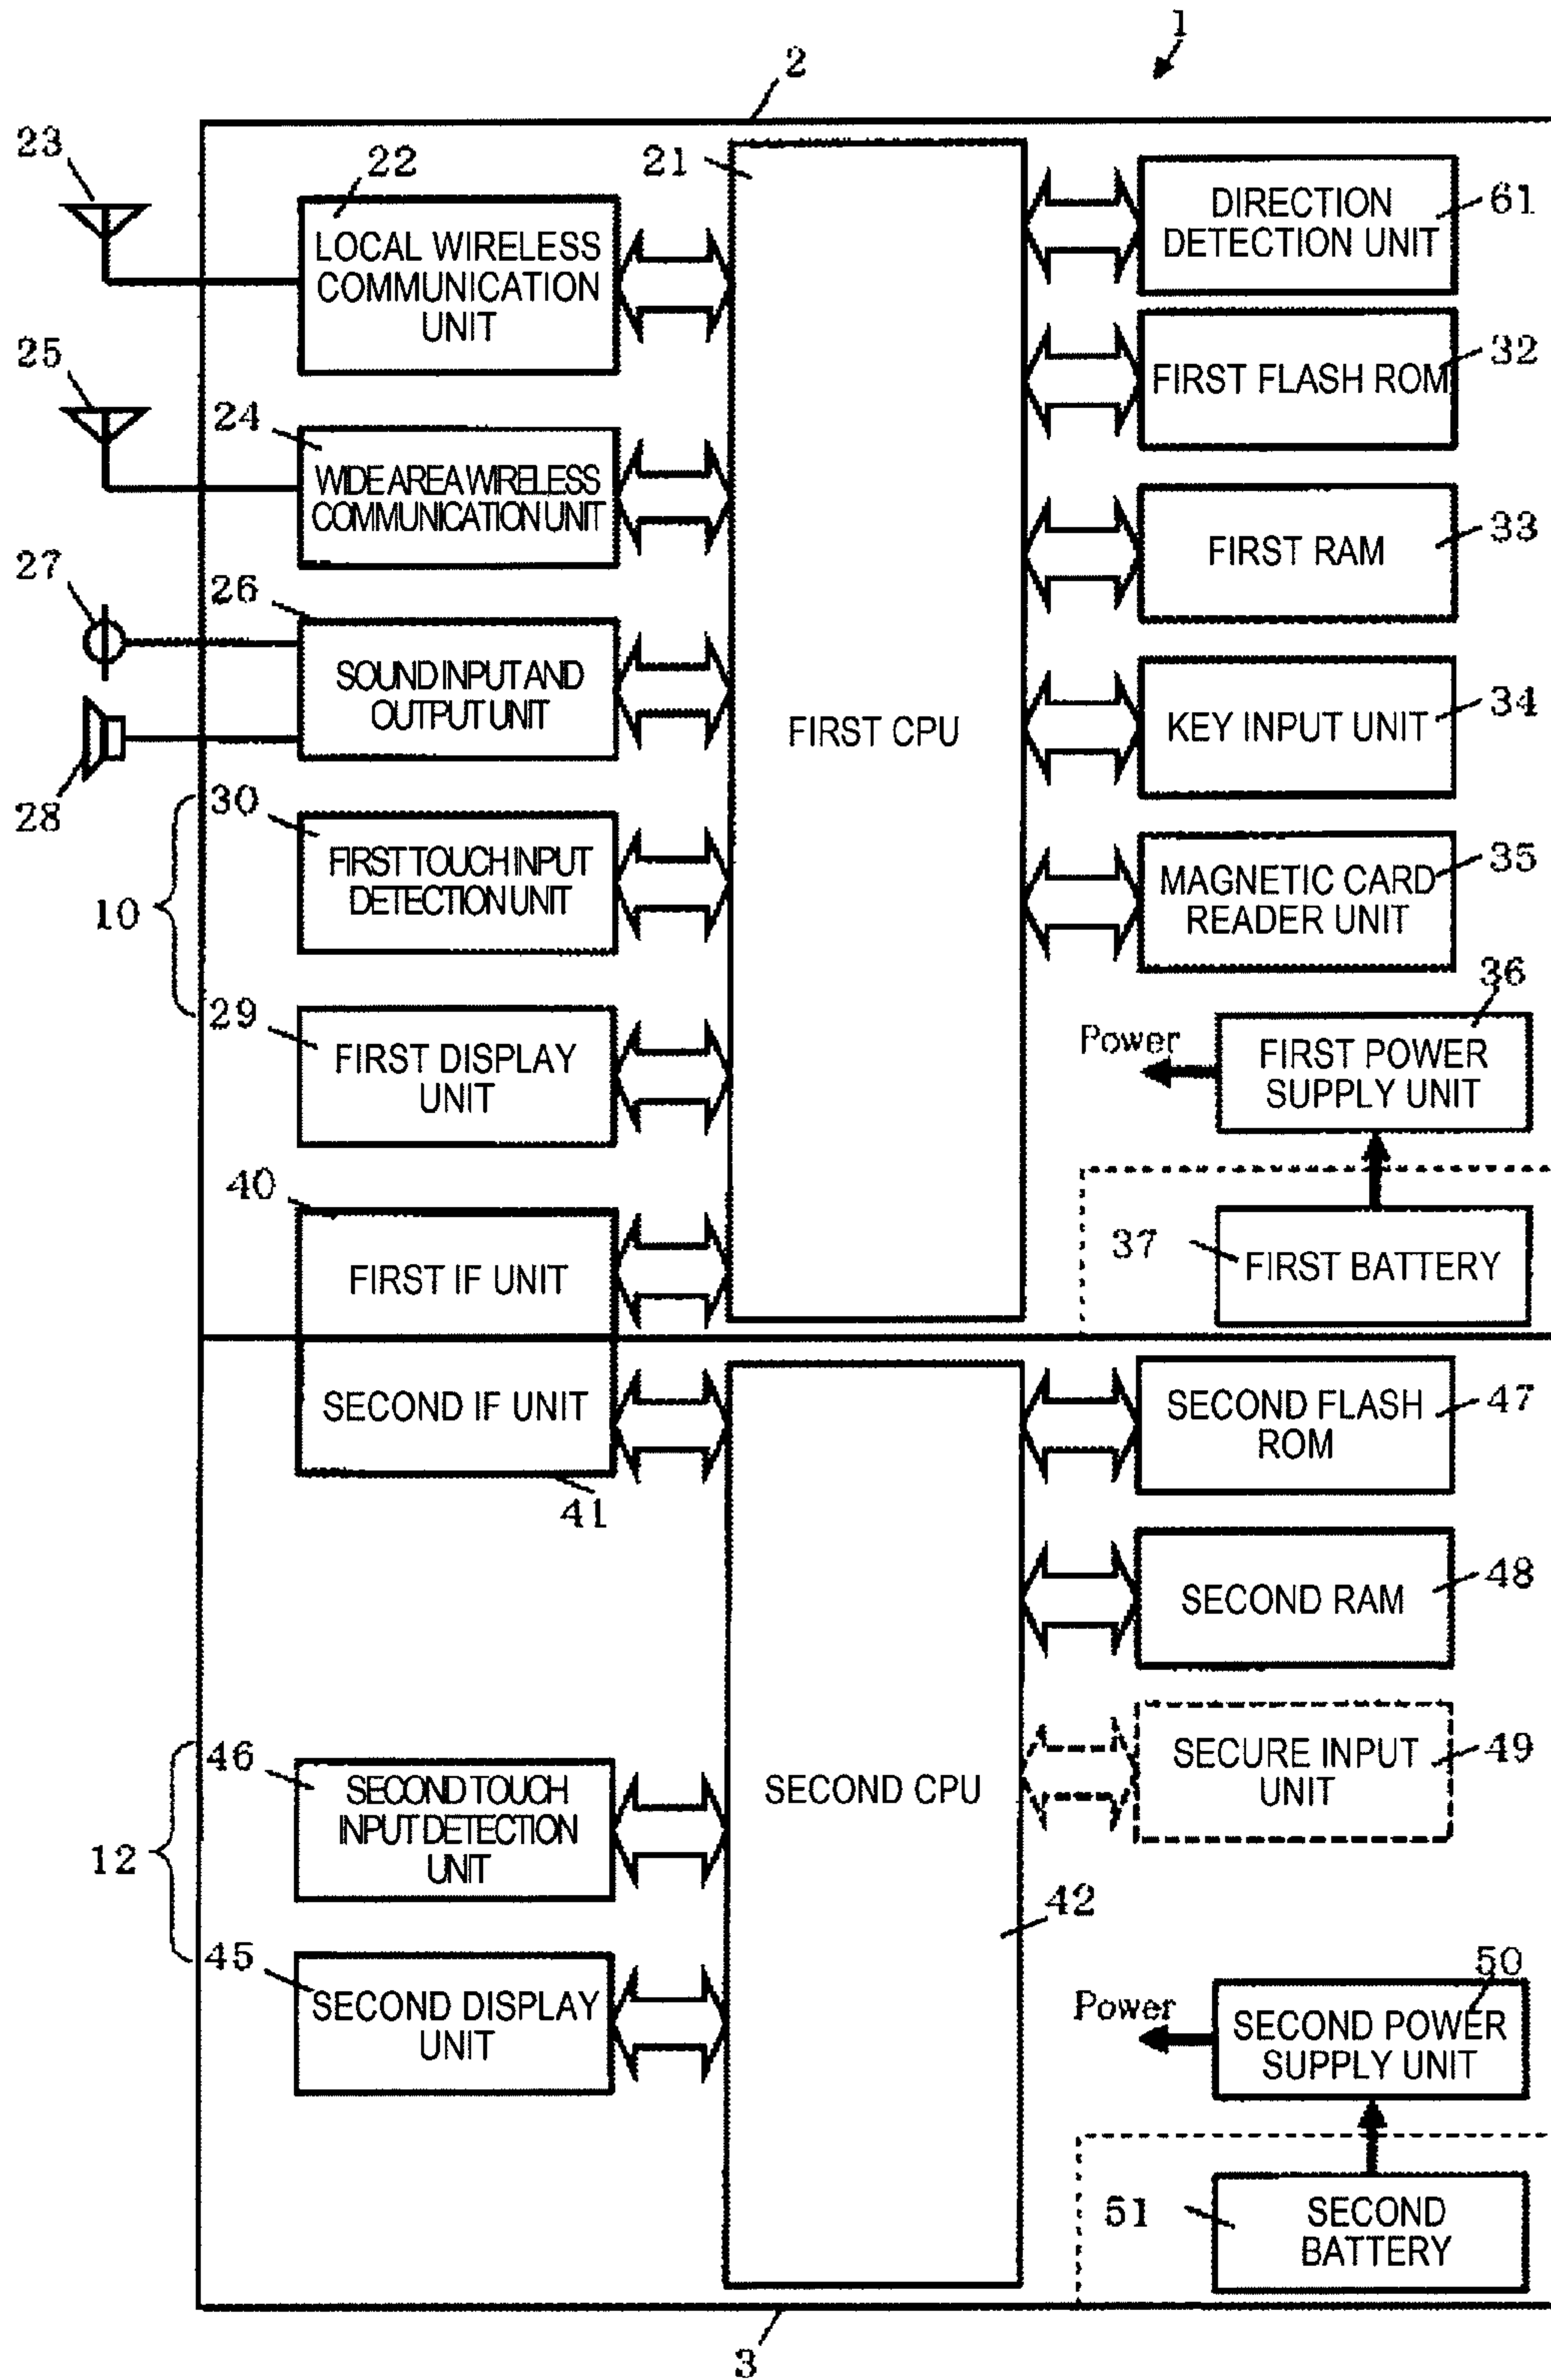 1
2
23
22
21
LOCAL WIRELESS
COMMUNICATION
UNIT
DIRECTION
DETECTION UNIT
61
25
24
WIDE AREA WIRELESS
COMMUNICATION UNIT
FIRST FLASH ROM
32
27
26
SOUND INPUT AND
OUTPUT UNIT
FIRST RAM
33
28
FIRST CPU
KEY INPUT UNIT
34
10
30
FIRST TOUCH INPUT
DETECTION UNIT
MAGNETIC CARD
READER UNIT
35
29
FIRST DISPLAY
UNIT
36
Power
FIRST POWER
SUPPLY UNIT
40
FIRST IF UNIT
37
FIRST BATTERY
SECOND IF UNIT
41
SECOND FLASH
ROM
47
SECOND RAM
48
SECOND CPU
SECURE INPUT
UNIT
49
12
46
SECOND TOUCH
INPUT DETECTION
UNIT
42
45
SECOND DISPLAY
UNIT
50
Power
SECOND POWER
SUPPLY UNIT
51
SECOND
BATTERY
3